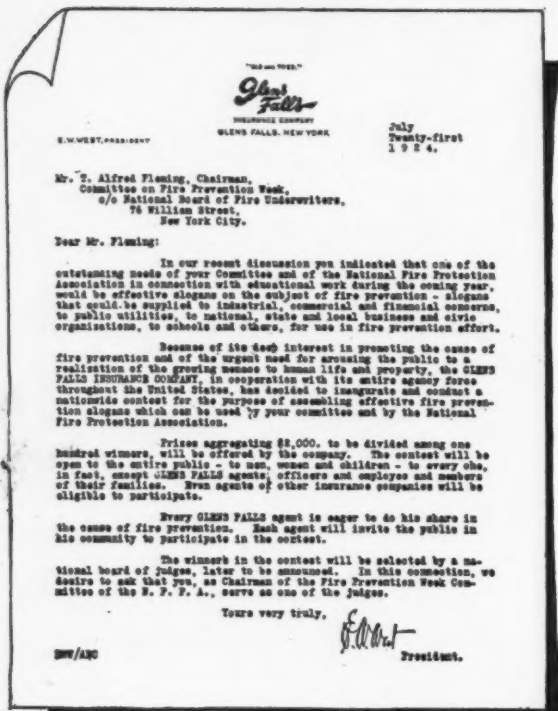 "OLD AND TRIED."
Glens
Falls
INSURANCE COMPANY
GLENS FALLS, NEW YORK
E.W.WEST, PRESIDENT
July
Twenty-first
1 9 2 4.
Mr. T. Alfred Fleming, Chairman,
Committee on Fire Prevention Week,
c/o National Board of Fire Underwriters,
76 William Street,
New York City.
Dear Mr. Fleming:
In our recent discussion you indicated that one of the
outstanding needs of your Committee and of the National Fire Protection
Association in connection with educational work during the coming year,
would be effective slogans on the subject of fire prevention - slogans
that could be supplied to industrial, commercial and financial concerns,
to public utilities, to national, state and local business and civic
organizations, to schools and others, for use in fire prevention effort.
Because of its deep interest in promoting the cause of
fire prevention and of the urgent need for arousing the public to a
realization of the growing menace to human life and property, the GLENS
FALLS INSURANCE COMPANY, in cooperation with its entire agency force
throughout the United States, has decided to inaugurate and conduct a
nationwide contest for the purpose of assembling effective fire preven-
tion slogans which can be used by your committee and by the National
Fire Protection Association.
Prizes aggregating $2,000. to be divided among one
hundred winners, will be offered by the company. The contest will be
open to the entire public - to men, women and children - to every one,
in fact, except GLENS FALLS agents, officers and employes and members
of their families. Even agents of other insurance companies will be
eligible to participate.
Every GLENS FALLS agent is eager to do his share in
the cause of fire prevention. Each agent will invite the public in
his community to participate in the contest.
The winners in the contest will be selected by a na-
tional board of judges, later to be announced. In this connection, we
desire to ask that you, as Chairman of the Fire Prevention Week Com-
mittee of the N. F. P. A., serve as one of the judges.
Yours very truly,
E.W.West
President.
EWW/ABC